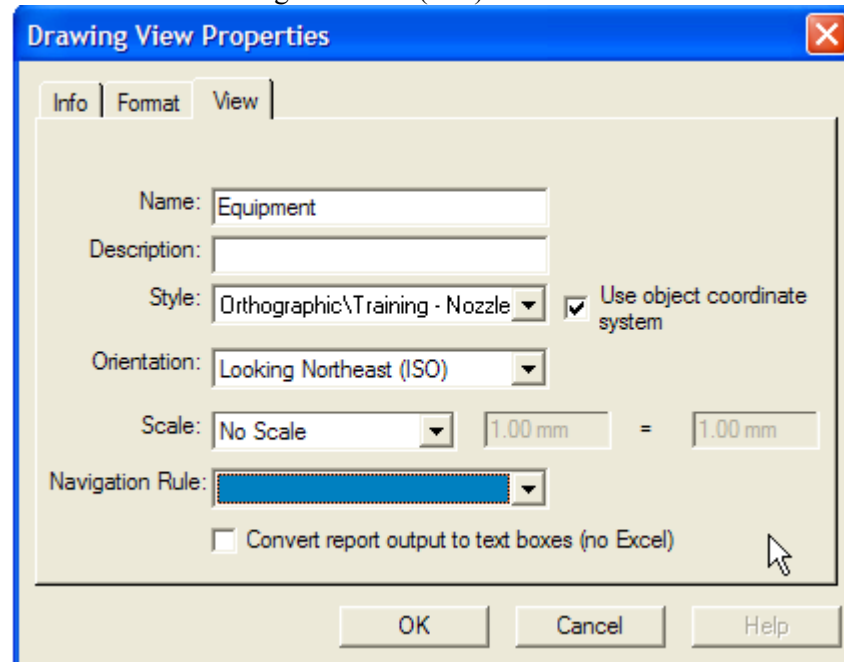 Drawing View Properties
Info Format View
Name: Equipment
Description:
Style: Orthographic\Training - Nozzle Use object coordinate
system
Orientation: Looking Northeast (ISO)
Scale: No Scale 1.00 mm = 1.00 mm
Navigation Rule:
Convert report output to text boxes (no Excel)
OK Cancel Help